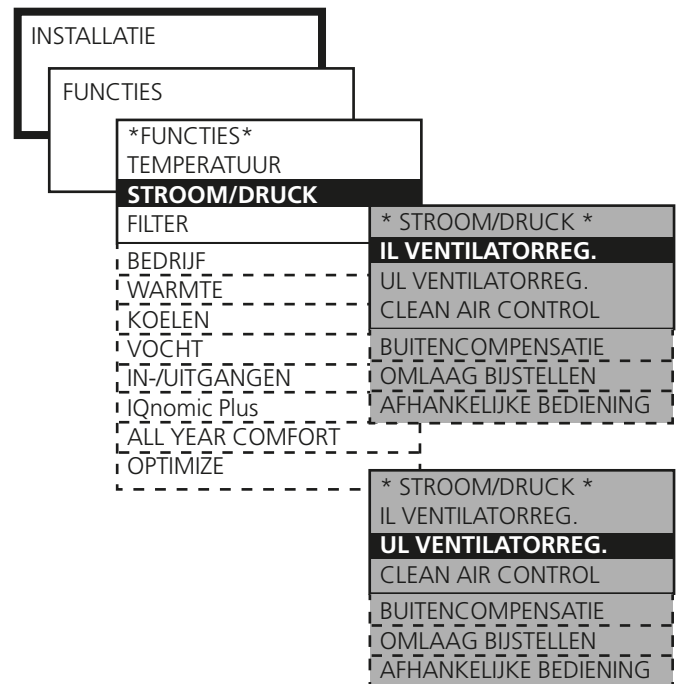 INSTALLATIE
FUNCTIES
*FUNCTIES*
TEMPERATUUR
STROOM/DRUCK
FILTER
BEDRIJF
WARMTE
KOELEN
VOCHT
IN-/UITGANGEN
IQnomic Plus
ALL YEAR COMFORT
OPTIMIZE
* STROOM/DRUCK *
IL VENTILATORREG.
UL VENTILATORREG.
CLEAN AIR CONTROL
BUITENCOMPENSATIE
OMLAAG BIJSTELLEN
AFHANKELIJKE BEDIENING
* STROOM/DRUCK *
IL VENTILATORREG.
UL VENTILATORREG.
CLEAN AIR CONTROL
BUITENCOMPENSATIE
OMLAAG BIJSTELLEN
AFHANKELIJKE BEDIENING